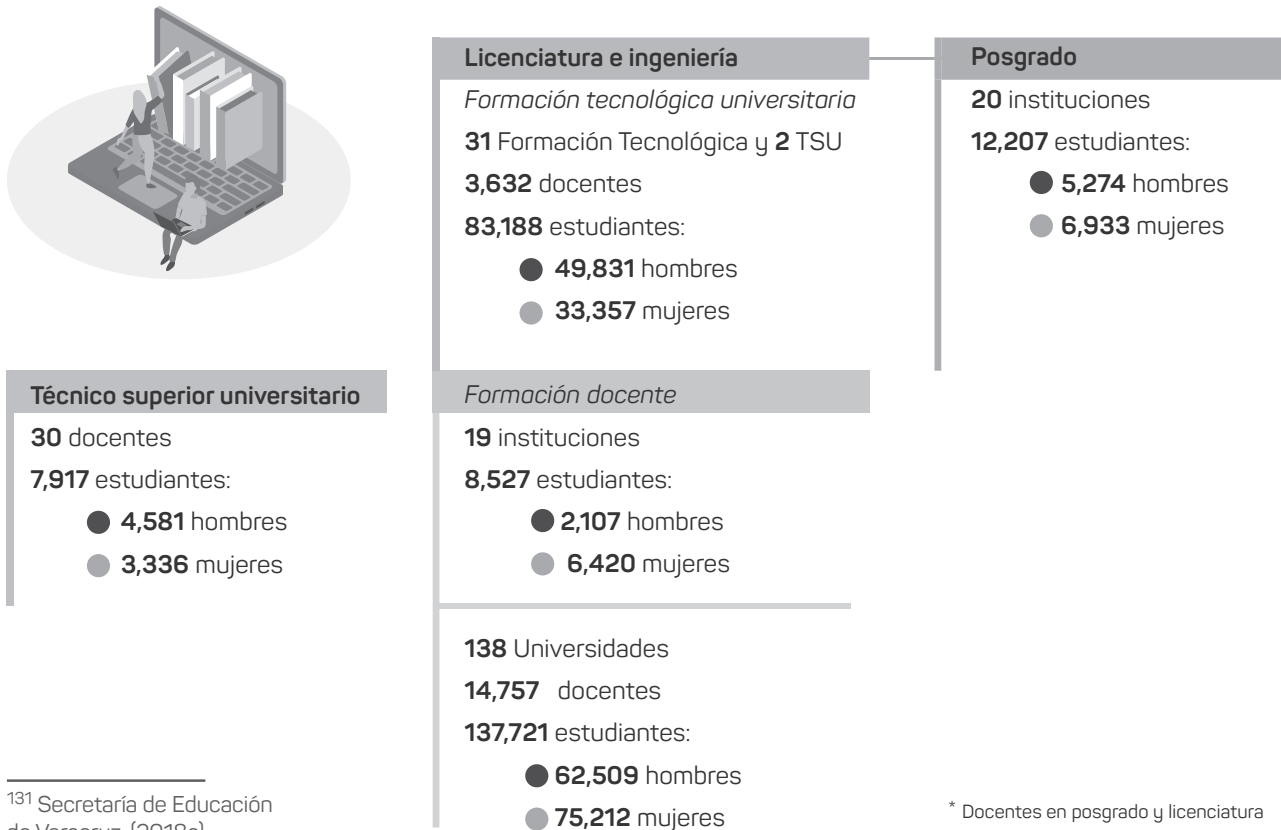 Licenciatura e ingeniería
Formación tecnológica universitaria
31 Formación Tecnológica y 2 TSU
3,632 docentes
83,188 estudiantes:
49,831 hombres
33,357 mujeres
Posgrado
20 instituciones
12,207 estudiantes:
5,274 hombres
6,933 mujeres
Técnico superior universitario
30 docentes
7,917 estudiantes:
4,581 hombres
3,336 mujeres
Formación docente
19 instituciones
8,527 estudiantes:
2,107 hombres
6,420 mujeres
138 Universidades
14,757 docentes
137,721 estudiantes:
62,509 hombres
75,212 mujeres
131 Secretaría de Educación
de Veracruz. (2018c)
* Docentes en posgrado y licenciatura